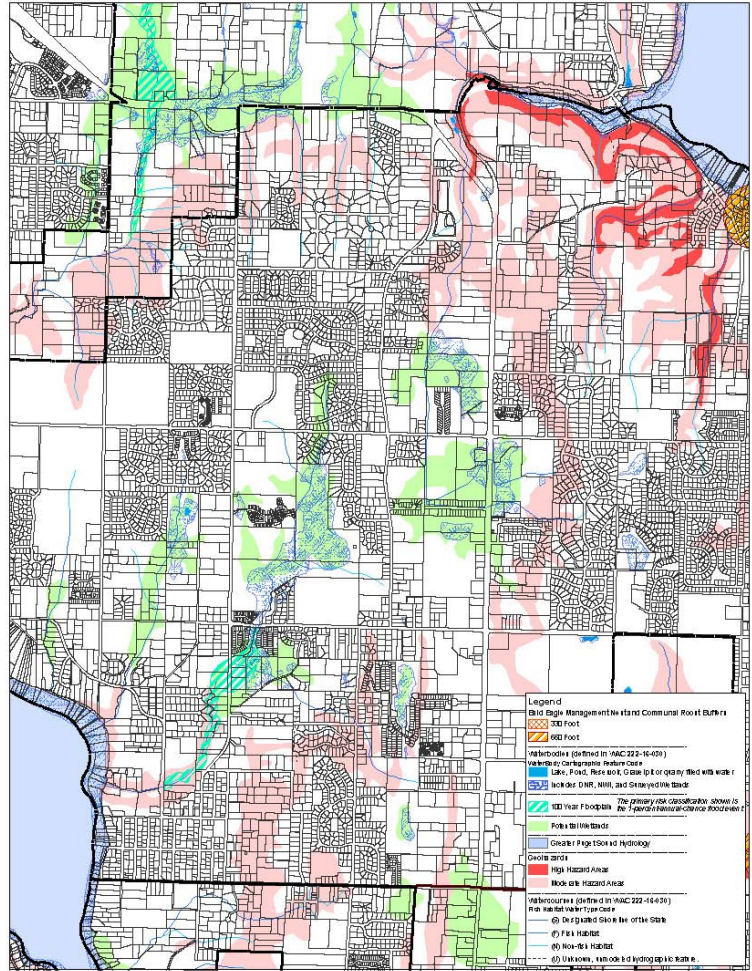 Legend
Bald Eagle Management Nest and Communal Roost Buffers
330 Foot
660 Foot
Waterbodies (defined in WAC 222-16-030)
Waterbody Cartographic Feature Code
Lake, Pond, Reservoir, Gravel pit or quarry filled with water
Includes DNR, NWI, and Surveyed Wetlands
100 Year Floodplain
The primary risk classification shown is
the 1-percent-annual-chance flood event
Potential Wetlands
Greater Puget Sound Hydrology
Geohazards
High Hazard Areas
Moderate Hazard Areas
Watercourses (defined in WAC 222-16-030)
Fish Habitat Water Type Code
(S) Designated Shoreline of the State
(F) Fish Habitat
(N) Non-fish Habitat
(U) Unknown, unmodeled hydrographic feature.